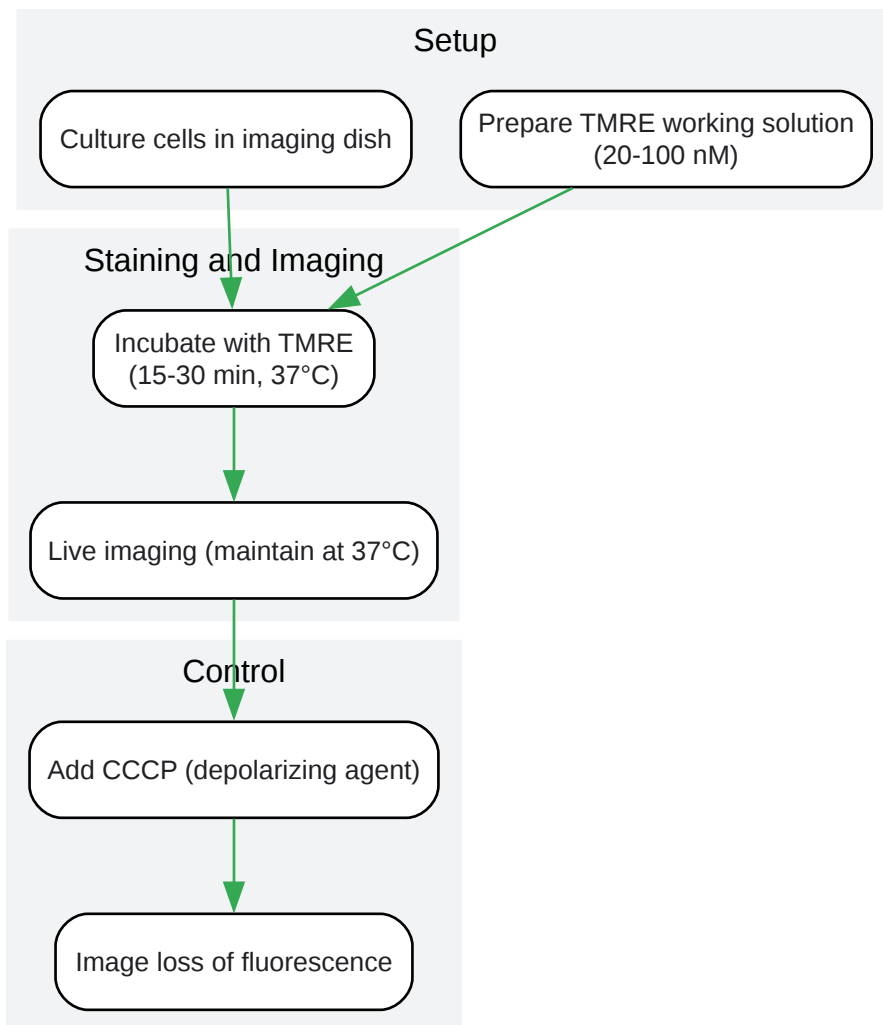 Setup
Culture cells in imaging dish
Prepare TMRE working solution
(20-100 nM)
Staining and Imaging
Incubate with TMRE
(15-30 min, 37°C)
Live imaging (maintain at 37°C)
Control
Add CCCP (depolarizing agent)
Image loss of fluorescence